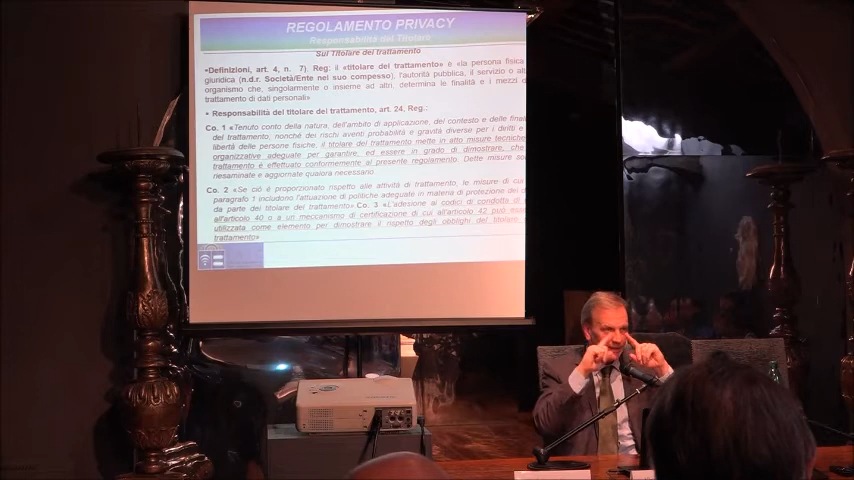 REGOLAMENTO PRIVACY
Responsabilità del Titolare
Sul Titolare del trattamento
•Definizioni, art. 4, n. 7), Reg: il «titolare del trattamento» è «la persona fisica
giuridica (n.d.r. Società/Ente nel suo compesso), l'autorità pubblica, il servizio o
organismo che, singolarmente o insieme ad altri, determina le finalità e i mezzi
trattamento di dati personali»
• Responsabilità del titolare del trattamento, art. 24, Reg.:
Co. 1 «Tenuto conto della natura, dell'ambito di applicazione, del contesto e delle
del trattamento, nonché dei rischi aventi probabilità e gravità diverse per i diritti e
libertà delle persone fisiche, il titolare del trattamento mette in atto misure tecniche
organizzative adeguate per garantire, ed essere in grado di dimostrare, che
trattamento è effettuato conformemente al presente regolamento. Dette misure
riesaminate e aggiornate qualora necessario
Co. 2 «Se ciò è proporzionato rispetto alle attività di trattamento, le misure di cui
paragrafo 1 includono l'attuazione di politiche adeguate in materia di protezione dei
da parte del titolare del trattamento» Co. 3 «L'adesione ai codici di condotta di
all'articolo 40 o a un meccanismo di certificazione di cui all'articolo 42 può
utilizzata come elemento per dimostrare il rispetto degli obblighi del titolare
trattamento»